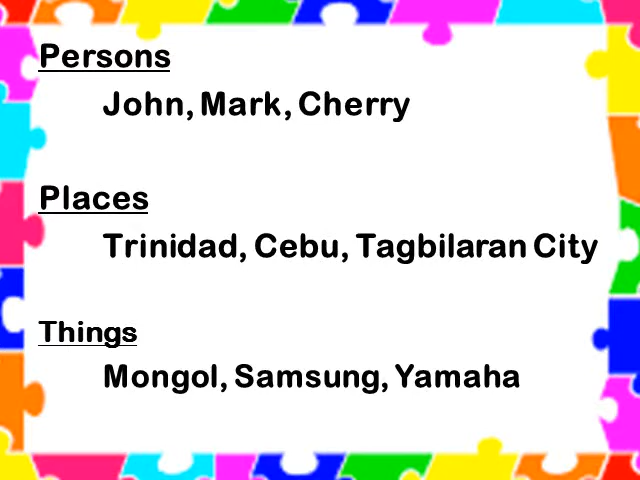 Persons
John, Mark, Cherry
Places
Trinidad, Cebu, Tagbilaran City
Things
Mongol, Samsung, Yamaha